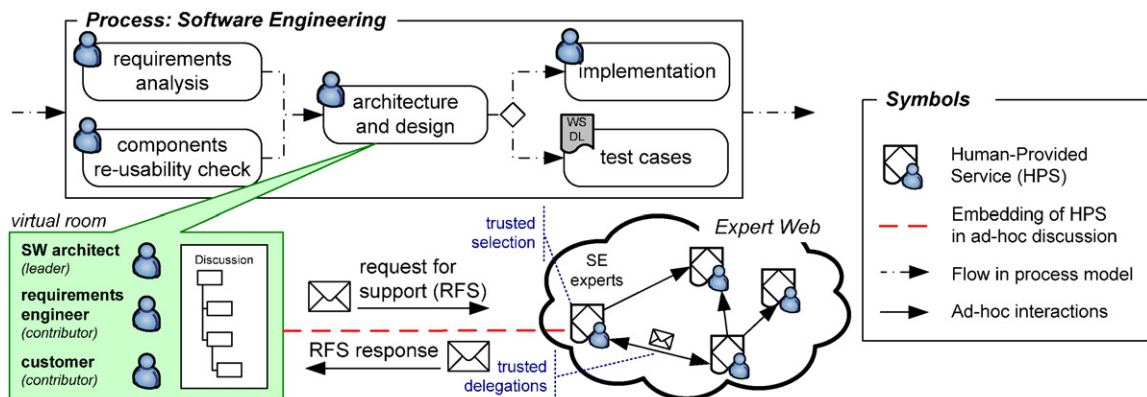 Process: Software Engineering
requirements
analysis
components
re-usability check
architecture
and design
implementation
WS
DL
test cases
virtual room
SW architect
(leader)
requirements
engineer
(contributor)
customer
(contributor)
Discussion
request for
support (RFS)
RFS response
trusted
selection
trusted
delegations
Expert Web
SE
experts
Symbols
Human-Provided
Service (HPS)
Embedding of HPS
in ad-hoc discussion
Flow in process model
Ad-hoc interactions